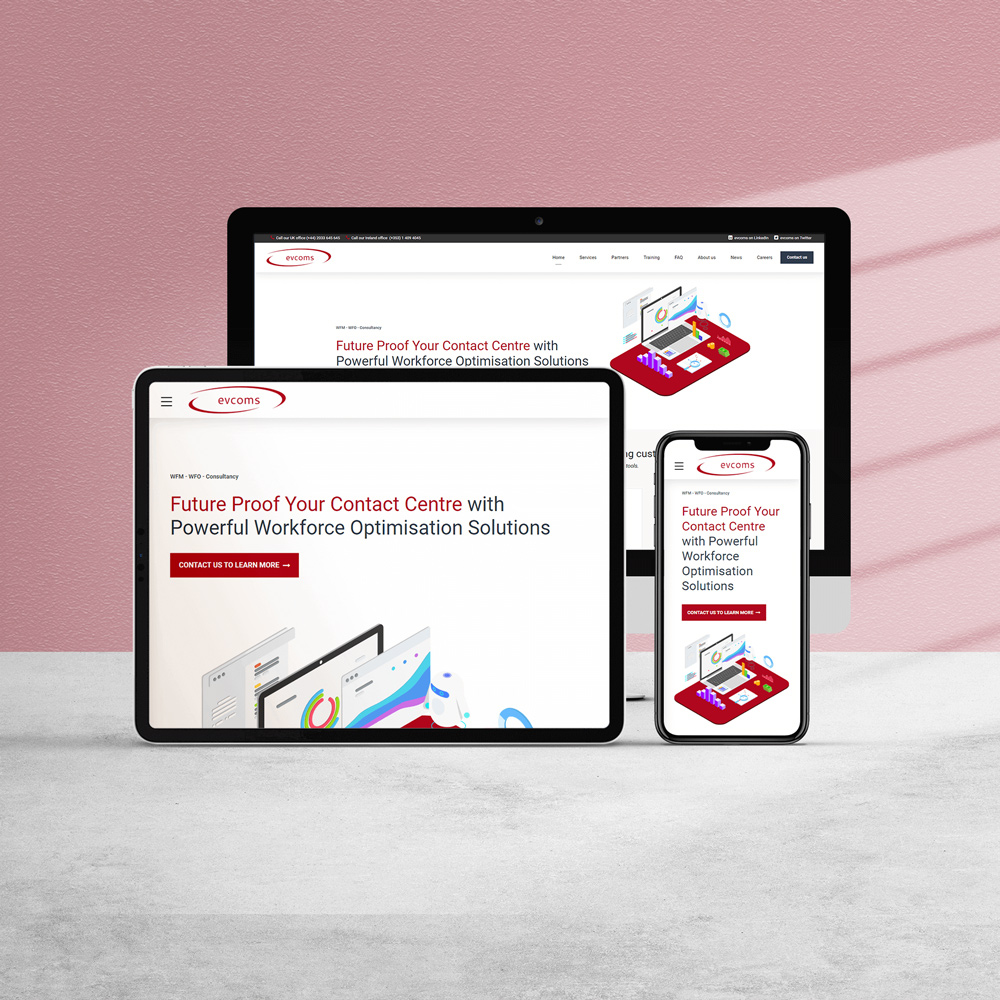 Call our UK office (+44) 2033 645 645 Call our Ireland office (+353) 1 409 4045 evcoms on LinkedIn evcoms on Twitter
evcoms Home Services Partners Training FAQ About us News Careers Contact us
WFM - WFO - Consultancy
Future Proof Your Contact Centre with
Powerful Workforce Optimisation Solutions
tools.
evcoms
WFM - WFO - Consultancy
Future Proof Your Contact Centre with
Powerful Workforce Optimisation Solutions
CONTACT US TO LEARN MORE →
evcoms
WFM - WFO - Consultancy
Future Proof Your
Contact Centre
with Powerful
Workforce
Optimisation
Solutions
CONTACT US TO LEARN MORE →